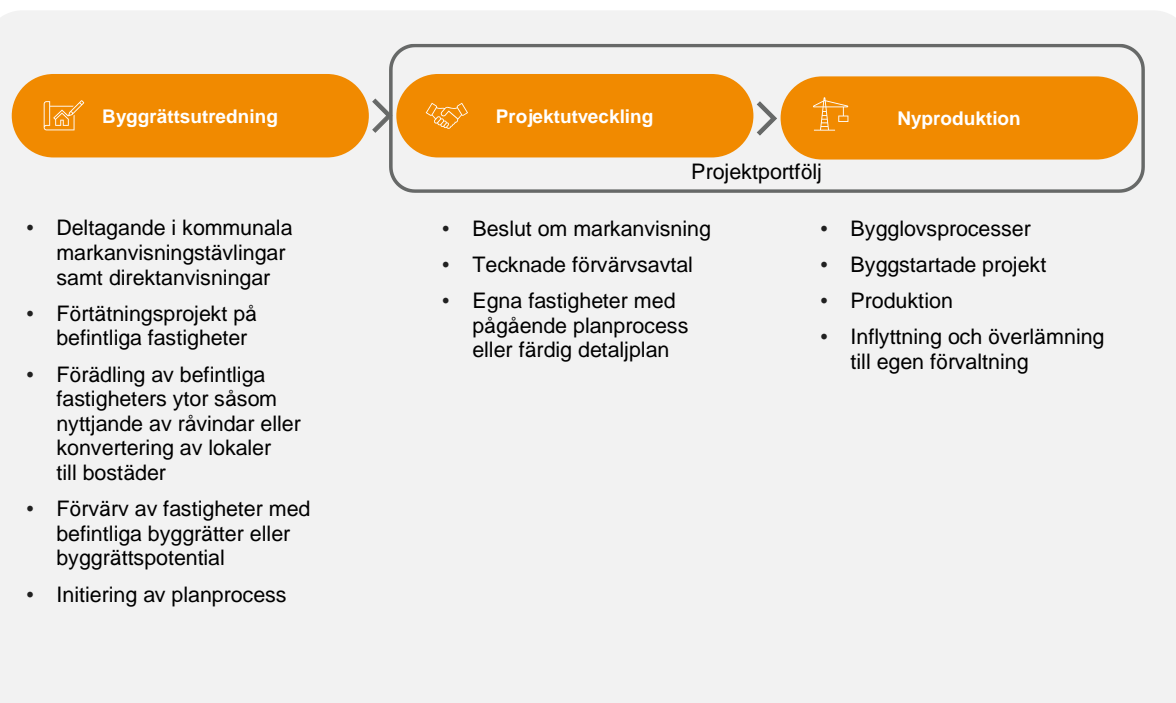 Byggrättsutredning
Projektutveckling
Nyproduktion
Projektportfölj
• Deltagande i kommunala
markanvisningstävlingar
samt direktanvisningar
• Förtätningsprojekt på
befintliga fastigheter
• Förädling av befintliga
fastigheters ytor såsom
nyttjande av råvindar eller
konvertering av lokaler
till bostäder
• Förvärv av fastigheter med
befintliga byggrätter eller
byggrättspotential
• Initiering av planprocess
• Beslut om markanvisning
• Tecknade förvärvsavtal
• Egna fastigheter med
pågående planprocess
eller färdig detaljplan
• Bygglovsprocesser
• Byggstartade projekt
• Produktion
• Inflyttning och överlämning
till egen förvaltning